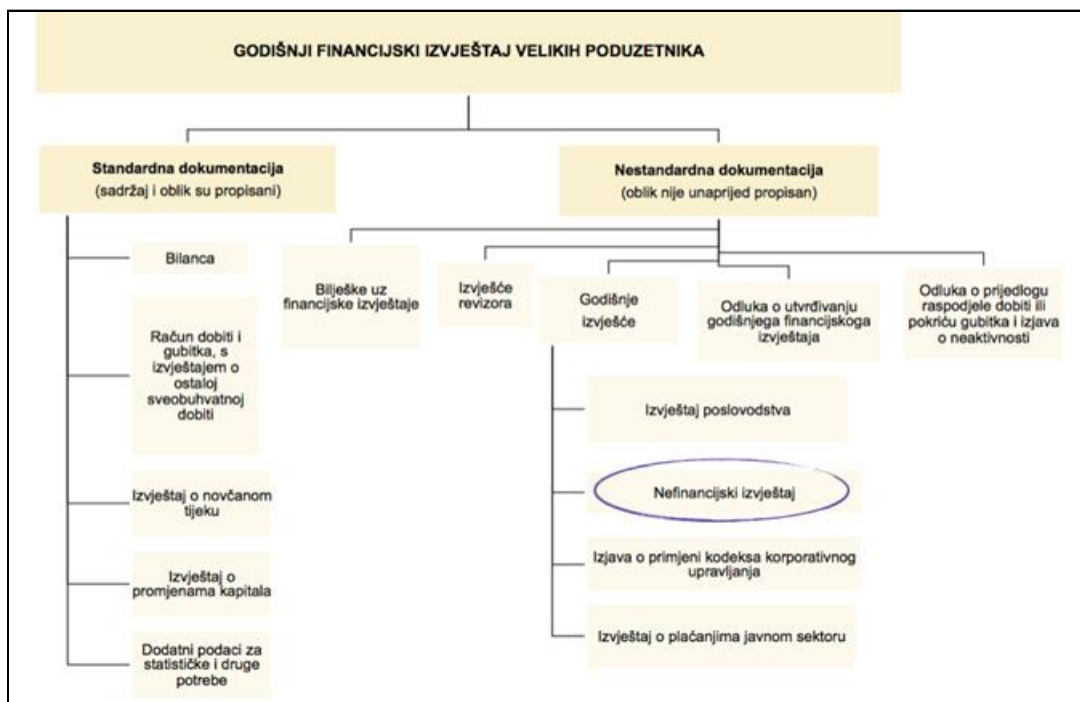 GODIŠNJI FINANCIJSKI IZVJEŠTAJ VELIKIH PODUZETNIKA
Standardna dokumentacija
(sadržaj i oblik su propisani)
Nestandardna dokumentacija
(oblik nije unaprijed propisan)
Bilanca
Račun dobiti i
gubitka, s
izvještajem o
ostaloj
sveobuhvatnoj
dobiti
Izvještaj o novčanom
tijeku
Izvještaj o
promjenama kapitala
Dodatni podaci za
statističke i druge
potrebe
Bilješke uz
financijske izvještaje
Izvješće
revizora
Godišnje
izvješće
Odluka o utvrđivanju
godišnjega financijskoga
izvještaja
Odluka o prijedlogu
raspodjele dobiti ili
pokriću gubitka i izjava
o neaktivnosti
Izvještaj poslovodstva
Nefinancijski izvještaj
Izjava o primjeni kodeksa korporativnog
upravljanja
Izvještaj o plaćanjima javnom sektoru